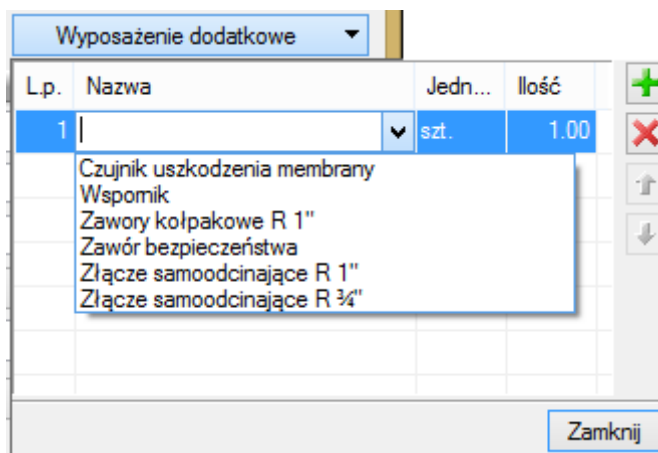 Wyposażenie dodatkowe
L.p. Nazwa Jedn... Ilość
1 szt. 1.00
Czujnik uszkodzenia membrany
Wspornik
Zawory kołpakowe R 1"
Zawór bezpieczeństwa
Złącze samoodcinające R 1"
Złącze samoodcinające R ¾"
Zamknij